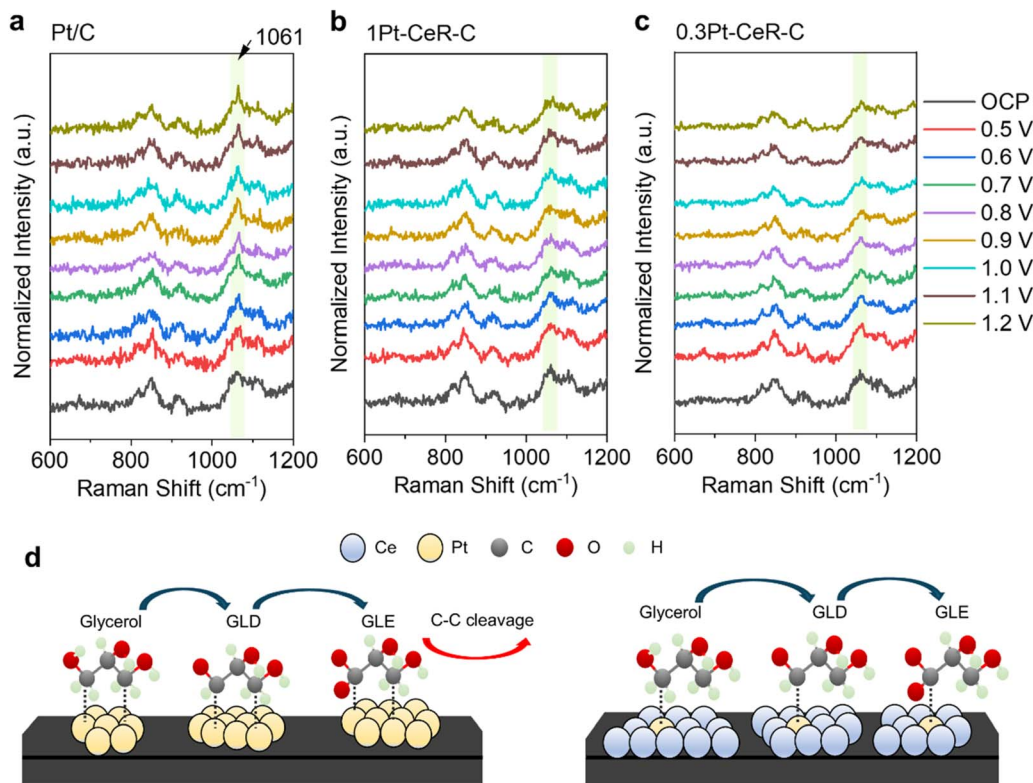 a Pt/C
1061
Normalized Intensity (a.u.)
600 800 1000 1200
Raman Shift (cm⁻¹)
b 1Pt-CeR-C
Normalized Intensity (a.u.)
600 800 1000 1200
Raman Shift (cm⁻¹)
c 0.3Pt-CeR-C
Normalized Intensity (a.u.)
600 800 1000 1200
Raman Shift (cm⁻¹)
OCP
0.5 V
0.6 V
0.7 V
0.8 V
0.9 V
1.0 V
1.1 V
1.2 V
d
Ce Pt C O H
Glycerol GLD GLE C-C cleavage
Glycerol GLD GLE